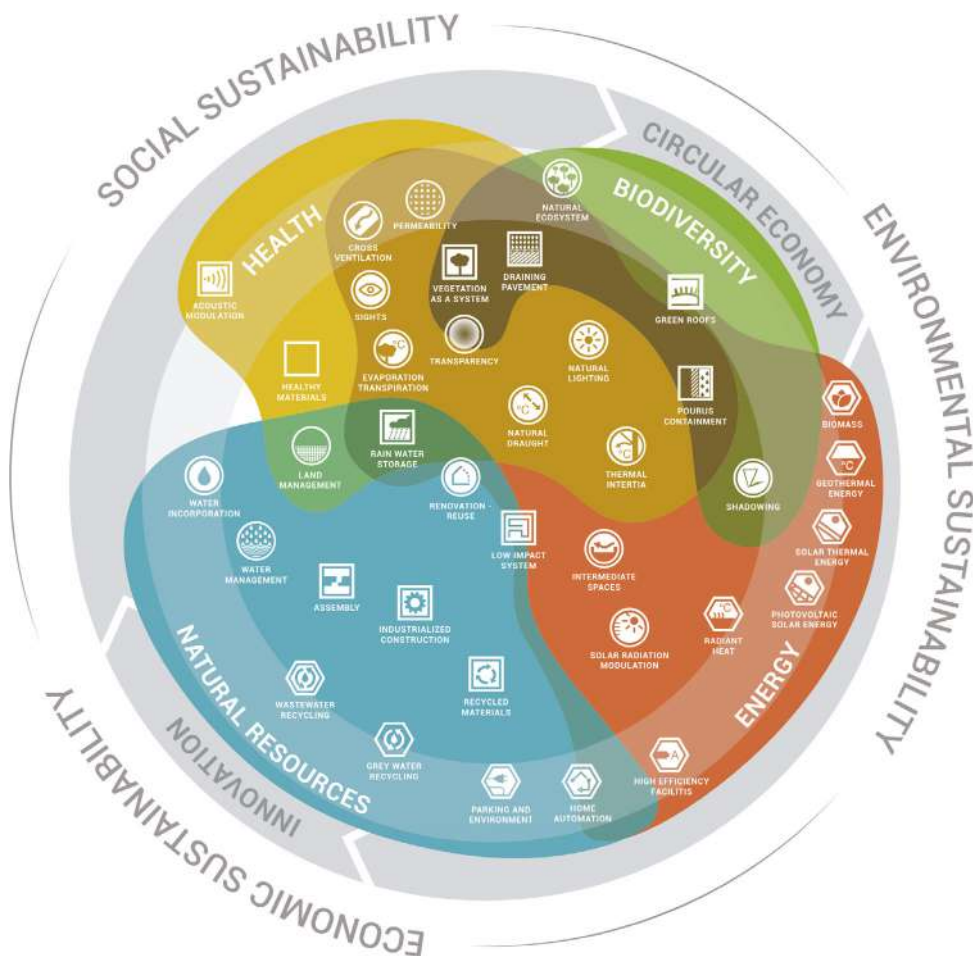 SOCIAL SUSTAINABILITY
CIRCULAR ECONOMY
ENVIRONMENTAL SUSTAINABILITY
HEALTH
BIODIVERSITY
NATURAL
ECOSYSTEM
PERMEABILITY
CROSS
VENTILATION
VEGETATION
AS A SYSTEM
DRAINING
PAVEMENT
ACOUSTIC
MODULATION
SIGHTS
GREEN ROOFS
TRANSPARENCY
EVAPORATION
TRANSPIRATION
NATURAL
LIGHTING
HEALTHY
MATERIALS
°C
°C
NATURAL
DRAUGHT
POURUS
CONTAINMENT
BIOMASS
RAIN WATER
STORAGE
LAND
MANAGEMENT
°C
THERMAL
INTERTIA
°C
GEOTHERMAL
ENERGY
WATER
INCORPORATION
RENOVATION -
REUSE
SHADOWING
LOW IMPACT
SYSTEM
SOLAR THERMAL
ENERGY
WATER
MANAGEMENT
INTERMEDIATE
SPACES
ASSEMBLY
PHOTOVOLTAIC
SOLAR ENERGY
INDUSTRIALIZED
CONSTRUCTION
SOLAR RADIATION
MODULATION
°C
RADIANT
HEAT
WASTEWATER
RECYCLING
RECYCLED
MATERIALS
ENERGY
NATURAL RESOURCES
GREY WATER
RECYCLING
A
HIGH EFFICIENCY
FACILITIS
PARKING AND
ENVIRONMENT
HOME
AUTOMATION
INNOVATION
ECONOMIC SUSTAINABILITY